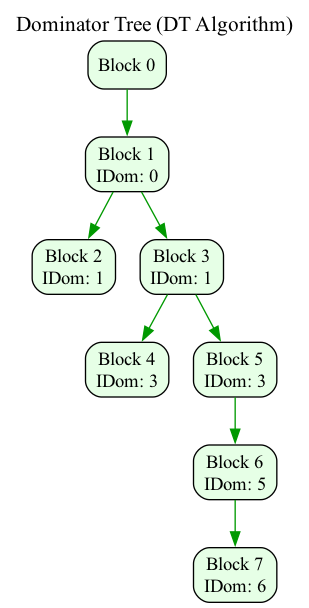 Dominator Tree (DT Algorithm)
Block 0
Block 1
IDom: 0
Block 2
IDom: 1
Block 3
IDom: 1
Block 4
IDom: 3
Block 5
IDom: 3
Block 6
IDom: 5
Block 7
IDom: 6